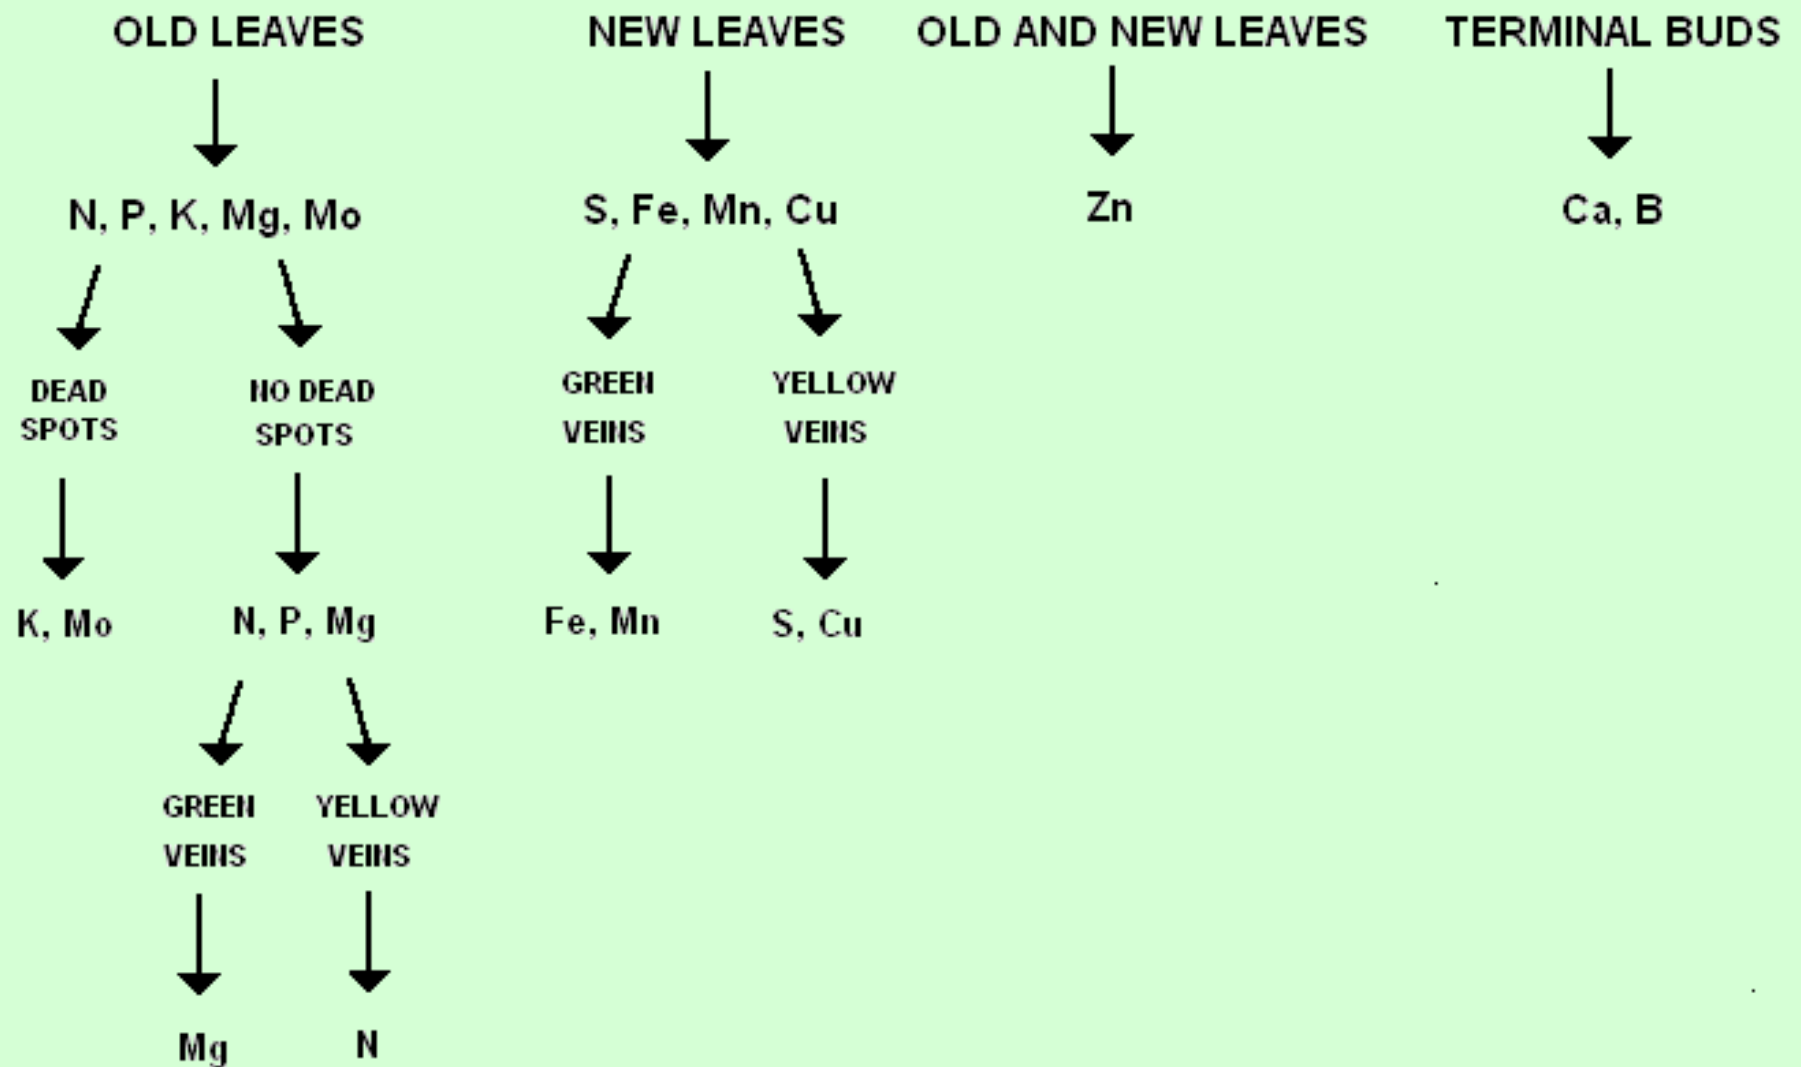 OLD LEAVES
NEW LEAVES
OLD AND NEW LEAVES
TERMINAL BUDS
N, P, K, Mg, Mo
S, Fe, Mn, Cu
Zn
Ca, B
DEAD
SPOTS
NO DEAD
SPOTS
GREEN
VEINS
YELLOW
VEINS
K, Mo
N, P, Mg
Fe, Mn
S, Cu
GREEN
VEINS
YELLOW
VEINS
Mg
N